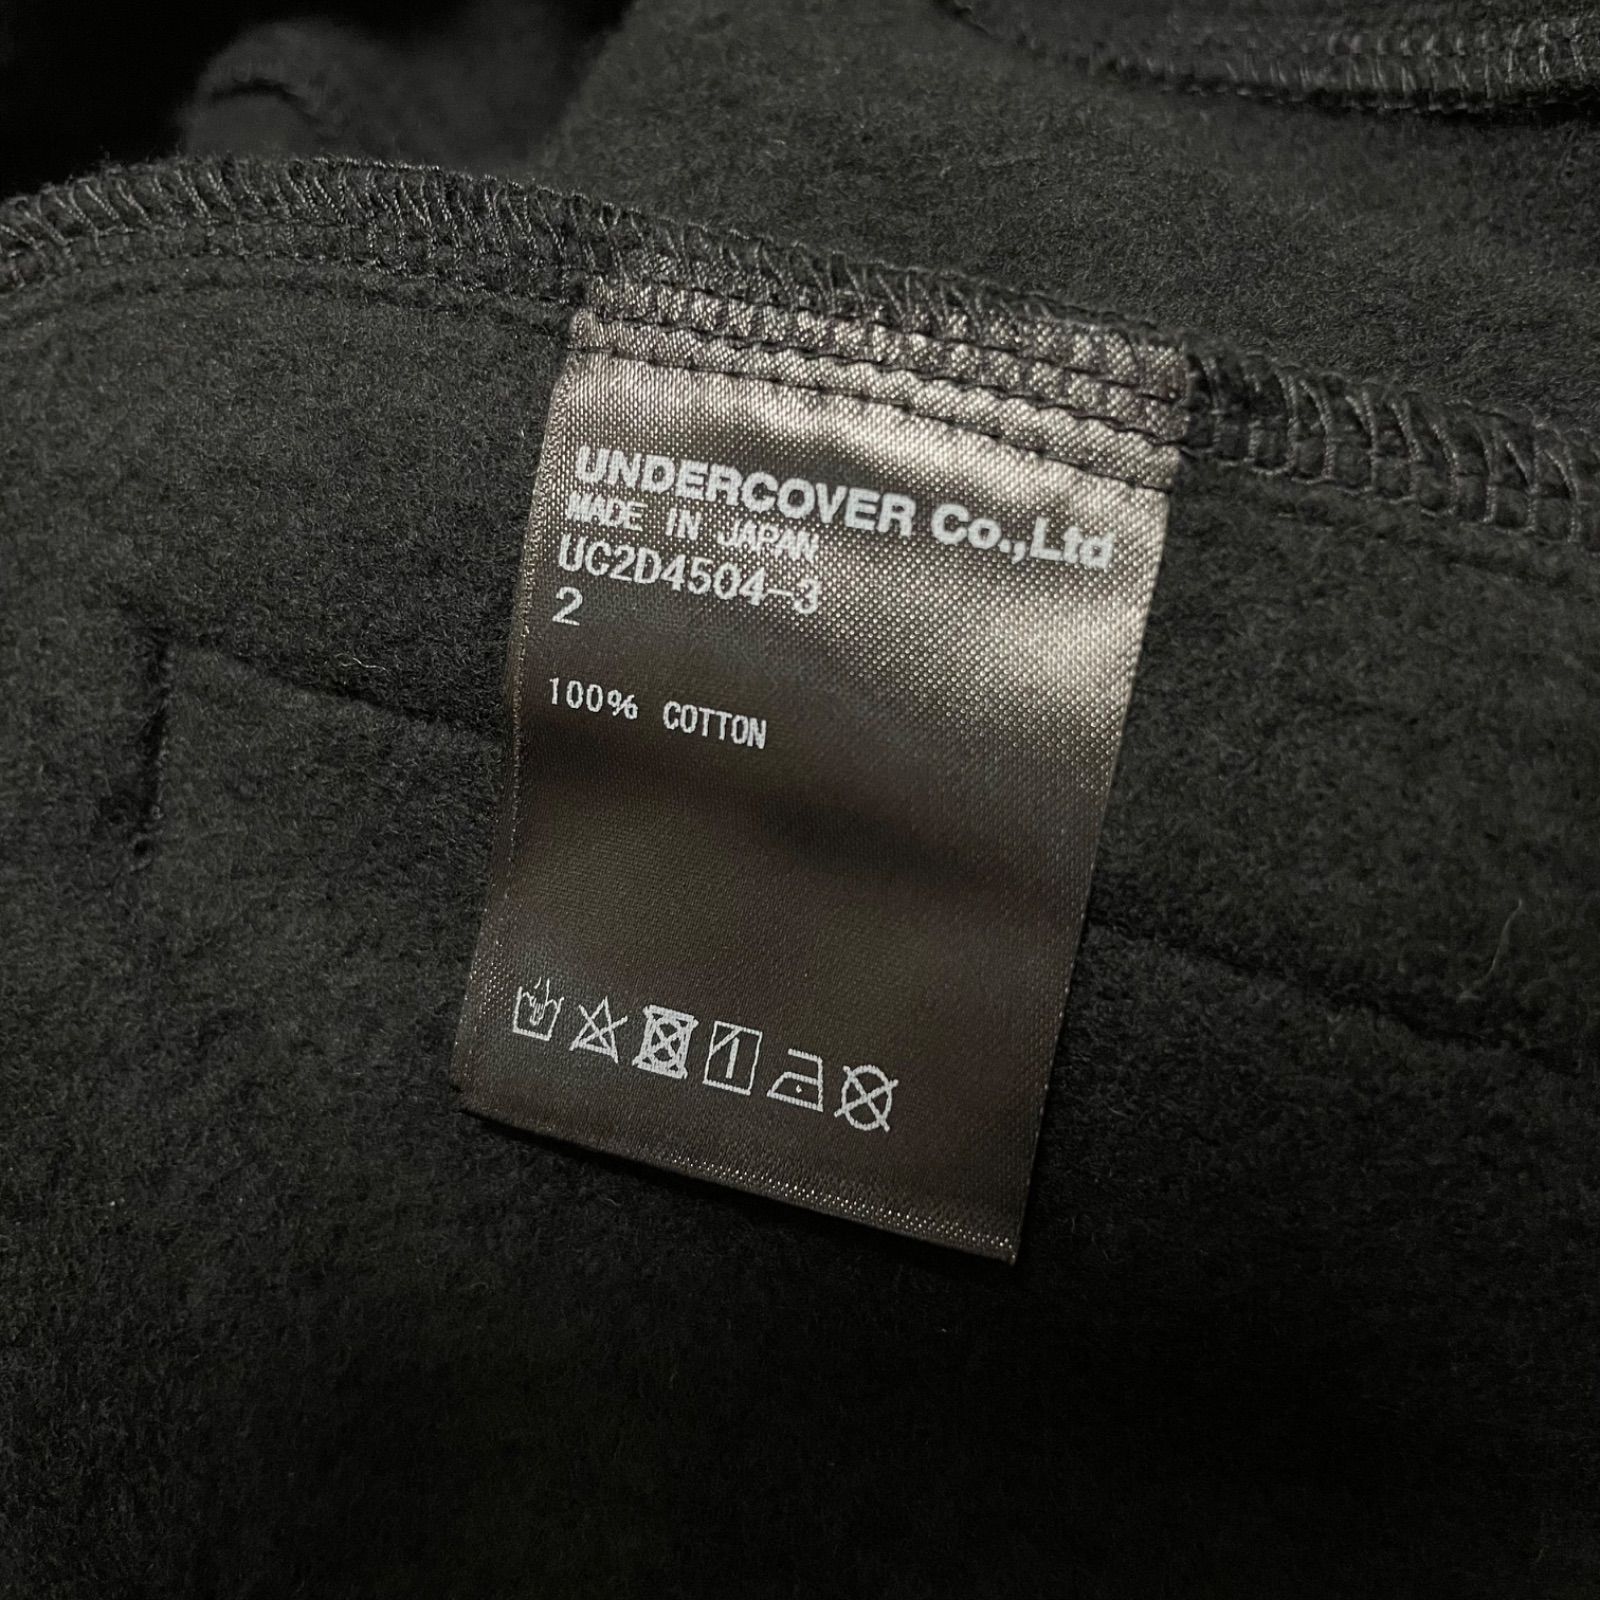 UNDERCOVER Co.,Ltd
MADE IN JAPAN
UC2D4504-3
2
100% COTTON